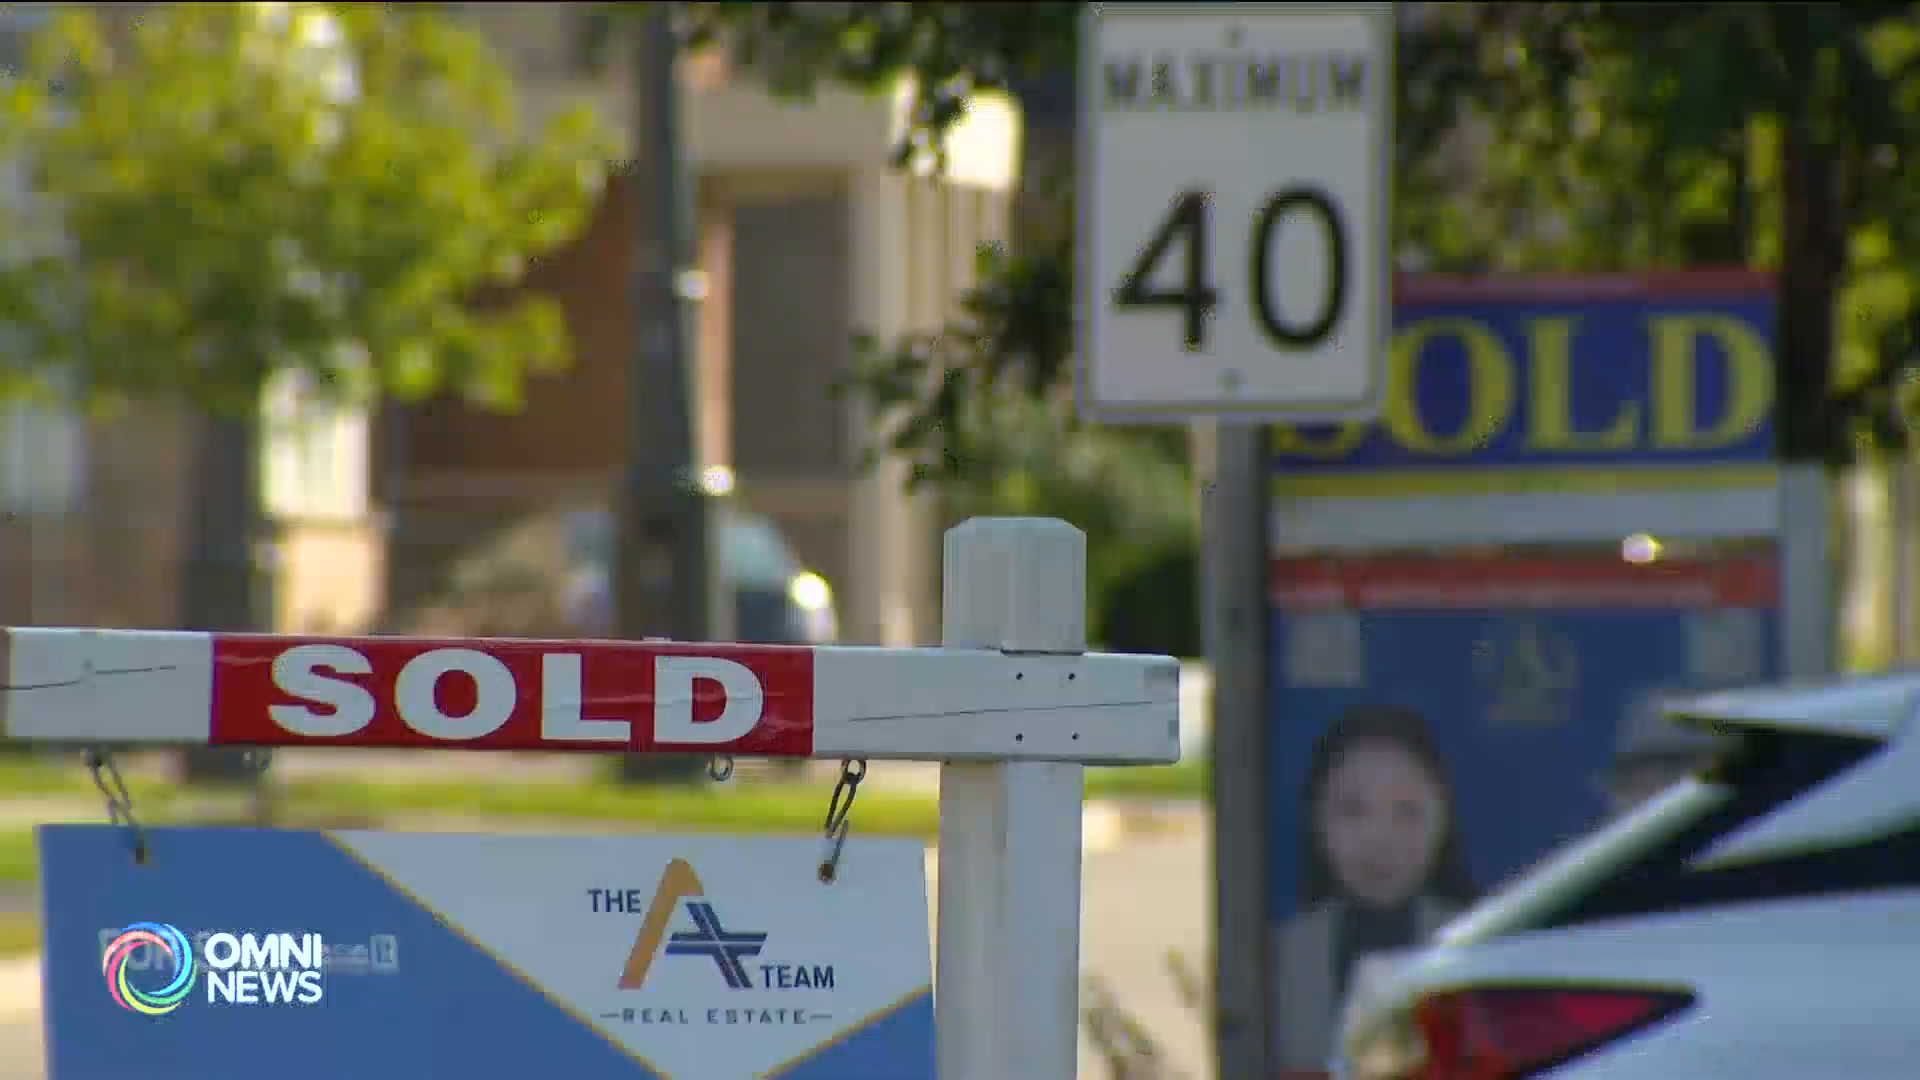 MAXIMUM
40
SOLD
SOLD
THE
TEAM
REAL ESTATE
OMNI
NEWS